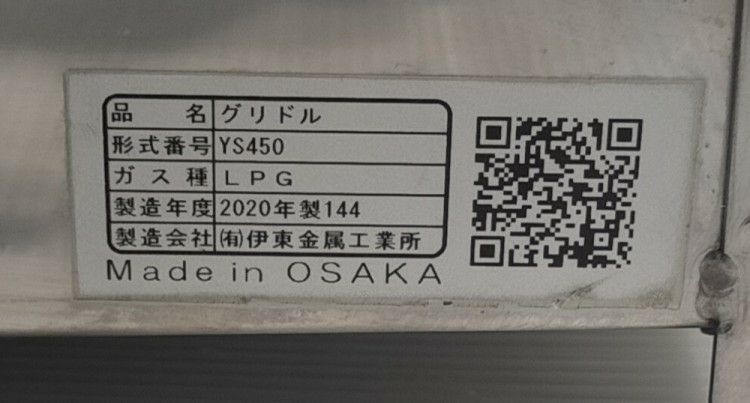 品名 グリドル
形式番号 YS450
ガス種 LPG
製造年度 2020年製144
製造会社 ㈲伊東金属工業所
Made in OSAKA